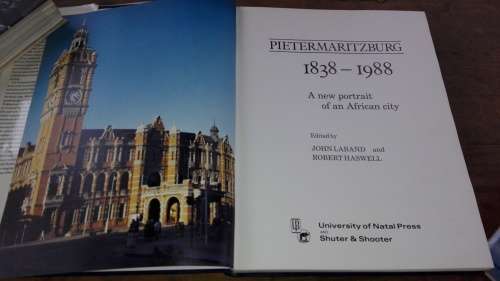 PIETERMARITZBURG
1838 – 1988
A new portrait
of an African city
Edited by
JOHN LABAND and
ROBERT HASWELL
University of Natal Press
AND
Shuter & Shooter